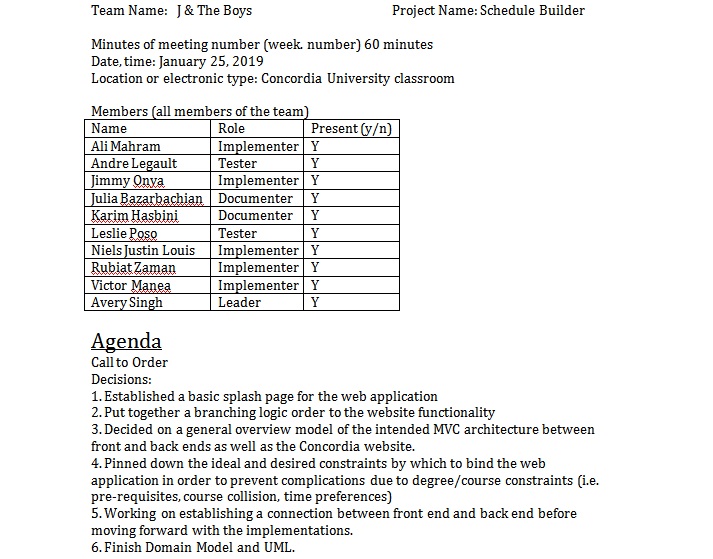 Team Name: J & The Boys Project Name: Schedule Builder
Minutes of meeting number (week. number) 60 minutes
Date, time: January 25, 2019
Location or electronic type: Concordia University classroom
Members (all members of the team)
Name Role Present (y/n)
Ali Mahram Implementer Y
Andre Legault Tester Y
Jimmy Onya Implementer Y
Julia Bazarbachian Documenter Y
Karim Hasbini Documenter Y
Leslie Poso Tester Y
Niels Justin Louis Implementer Y
Rubiat Zaman Implementer Y
Victor Manea Implementer Y
Avery Singh Leader Y
Agenda
Call to Order
Decisions:
1. Established a basic splash page for the web application
2. Put together a branching logic order to the website functionality
3. Decided on a general overview model of the intended MVC architecture between
front and back ends as well as the Concordia website.
4. Pinned down the ideal and desired constraints by which to bind the web
application in order to prevent complications due to degree/course constraints (i.e.
pre-requisites, course collision, time preferences)
5. Working on establishing a connection between front end and back end before
moving forward with the implementations.
6. Finish Domain Model and UML.